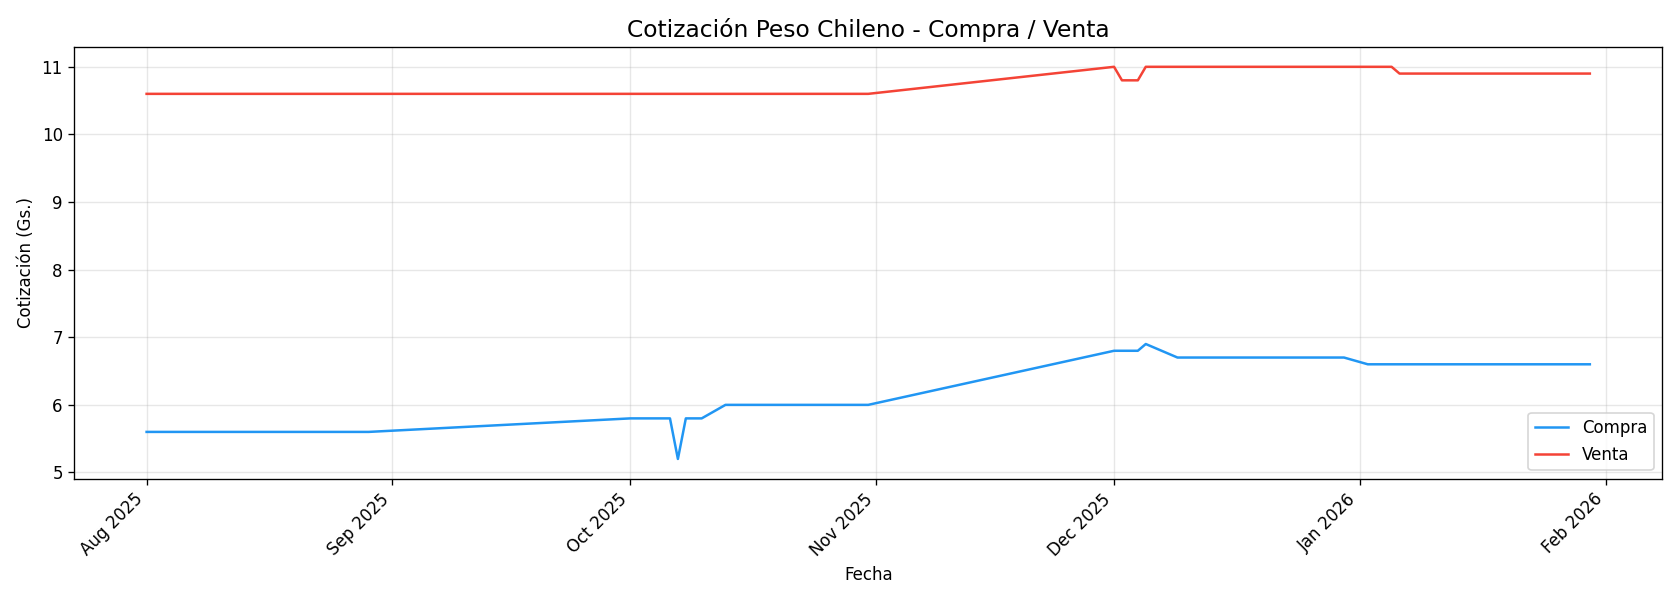 Cotización Peso Chileno - Compra / Venta
Cotización (Gs.)
11
10
9
8
7
6
5
Compra
Venta
Aug 2025
Sep 2025
Oct 2025
Nov 2025
Dec 2025
Jan 2026
Feb 2026
Fecha